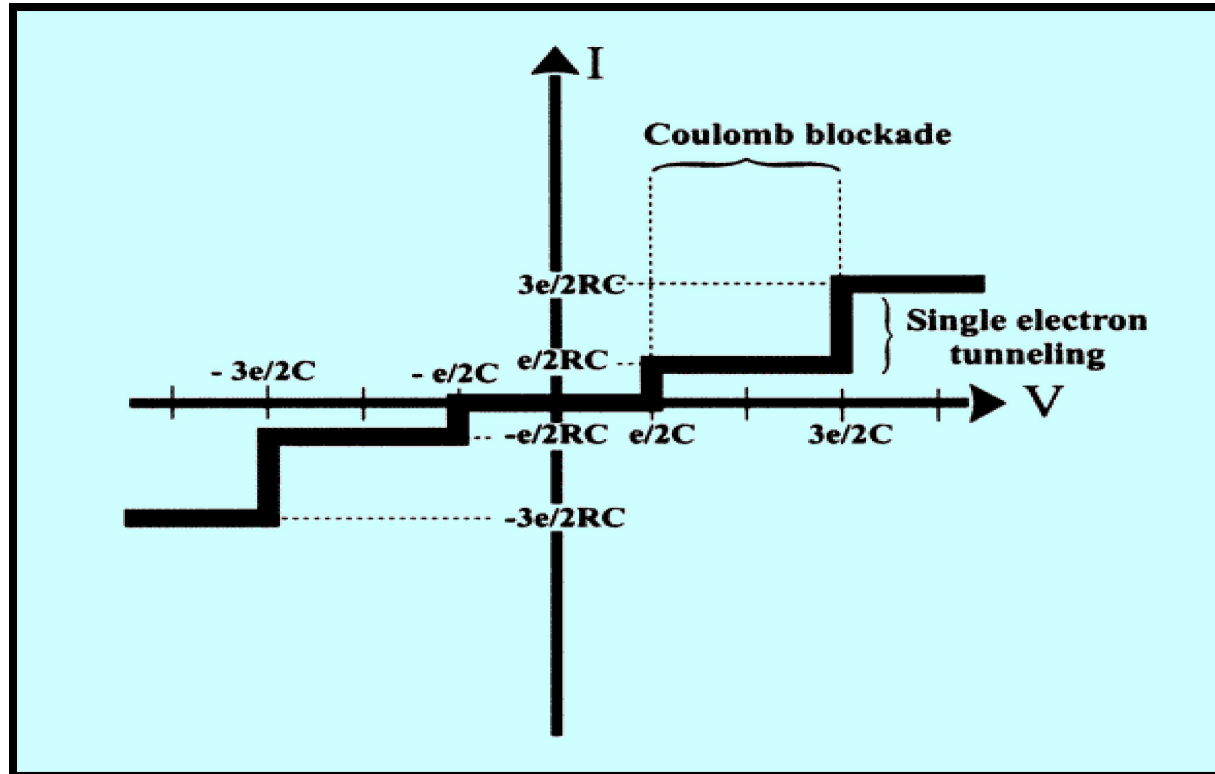 I
Coulomb blockade
3e/2RC
Single electron
tunneling
e/2RC
- 3e/2C
- e/2C
V
-e/2RC
e/2C
3e/2C
-3e/2RC